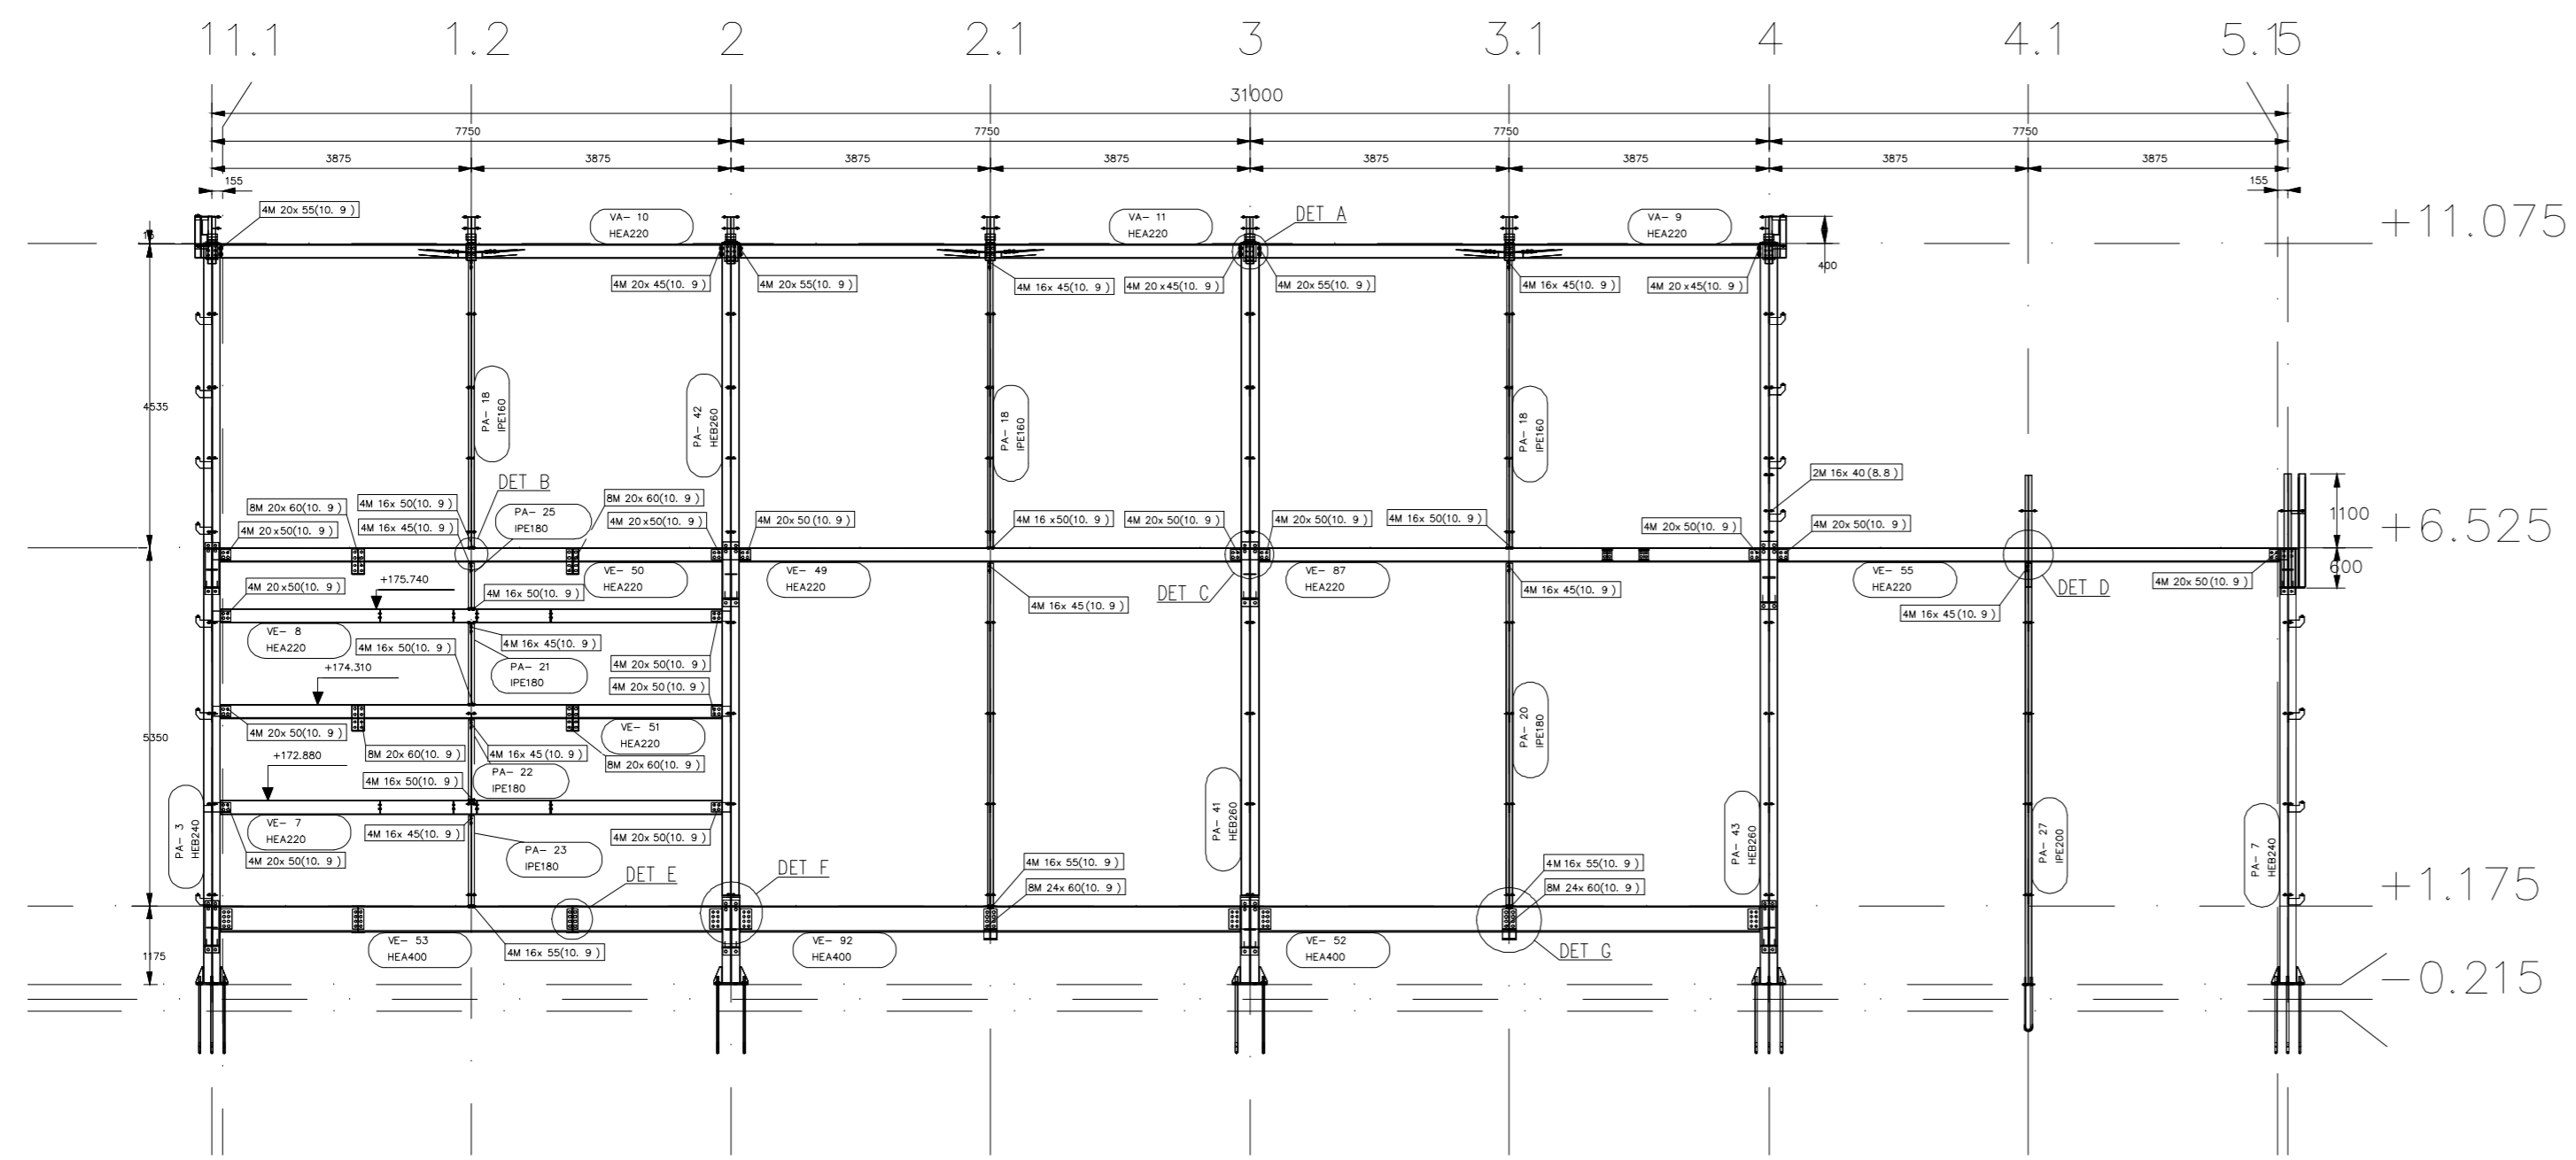 11.1 1.2 2 2.1 3 3.1 4 4.1 5.15
31000
7750 7750 7750 7750
3875 3875 3875 3875 3875 3875 3875 3875
155 155
4M 20x 55(10. 9 )
VA- 10
HEA220
VA- 11
HEA220
DET A
VA- 9
HEA220
+11.075
400
4M 20x 45(10. 9 )
4M 20x 55(10. 9 )
4M 16x 45(10. 9 )
4M 20 x45(10. 9 )
4M 20x 55(10. 9 )
4M 16x 45(10. 9 )
4M 20 x45(10. 9 )
4535
PA- 18
IPE160
PA- 42
HEB260
PA- 18
IPE160
PA- 18
IPE160
2M 16x 40 (8.8 )
DET B
8M 20x 60(10. 9 )
4M 16x 50(10. 9 )
8M 20x 60(10. 9 )
PA- 25
IPE180
4M 20 x50(10. 9 )
4M 16x 45(10. 9 )
4M 20 x50(10. 9 )
4M 20x 50 (10. 9 )
4M 16 x50(10. 9 )
4M 20x 50(10. 9 )
4M 20x 50(10. 9 )
4M 16x 50(10. 9 )
4M 20x 50(10. 9 )
4M 20x 50(10. 9 )
1100
+6.525
600
+175.740
4M 20 x50(10. 9 )
4M 16x 50(10. 9 )
VE- 50
HEA220
VE- 49
HEA220
DET C
VE- 87
HEA220
VE- 55
HEA220
DET D
4M 20x 50 (10. 9 )
4M 16x 45 (10. 9 )
4M 16x 45(10. 9 )
4M 16x 45(10. 9 )
VE- 8
HEA220
4M 16x 50(10. 9 )
4M 16x 45(10. 9 )
4M 20x 50(10. 9 )
+174.310
PA- 21
IPE180
4M 20x 50 (10. 9 )
5350
4M 20x 50(10. 9 )
8M 20x 60(10. 9 )
4M 16x 45 (10. 9 )
VE- 51
HEA220
8M 20x 60(10. 9 )
PA- 20
IPE180
+172.880
4M 16x 50(10. 9 )
PA- 22
IPE180
PA- 3
HEB240
VE- 7
HEA220
4M 16x 45(10. 9 )
4M 20x 50(10. 9 )
4M 20x 50(10. 9 )
PA- 23
IPE180
PA- 41
HEB260
PA- 43
HEB260
PA- 27
IPE200
PA- 7
HEB240
DET E
DET F
4M 16x 55(10. 9 )
8M 24x 60(10. 9 )
4M 16x 55(10. 9 )
8M 24x 60(10. 9 )
+1.175
1175
VE- 53
HEA400
4M 16x 55(10. 9 )
VE- 92
HEA400
VE- 52
HEA400
DET G
-0.215